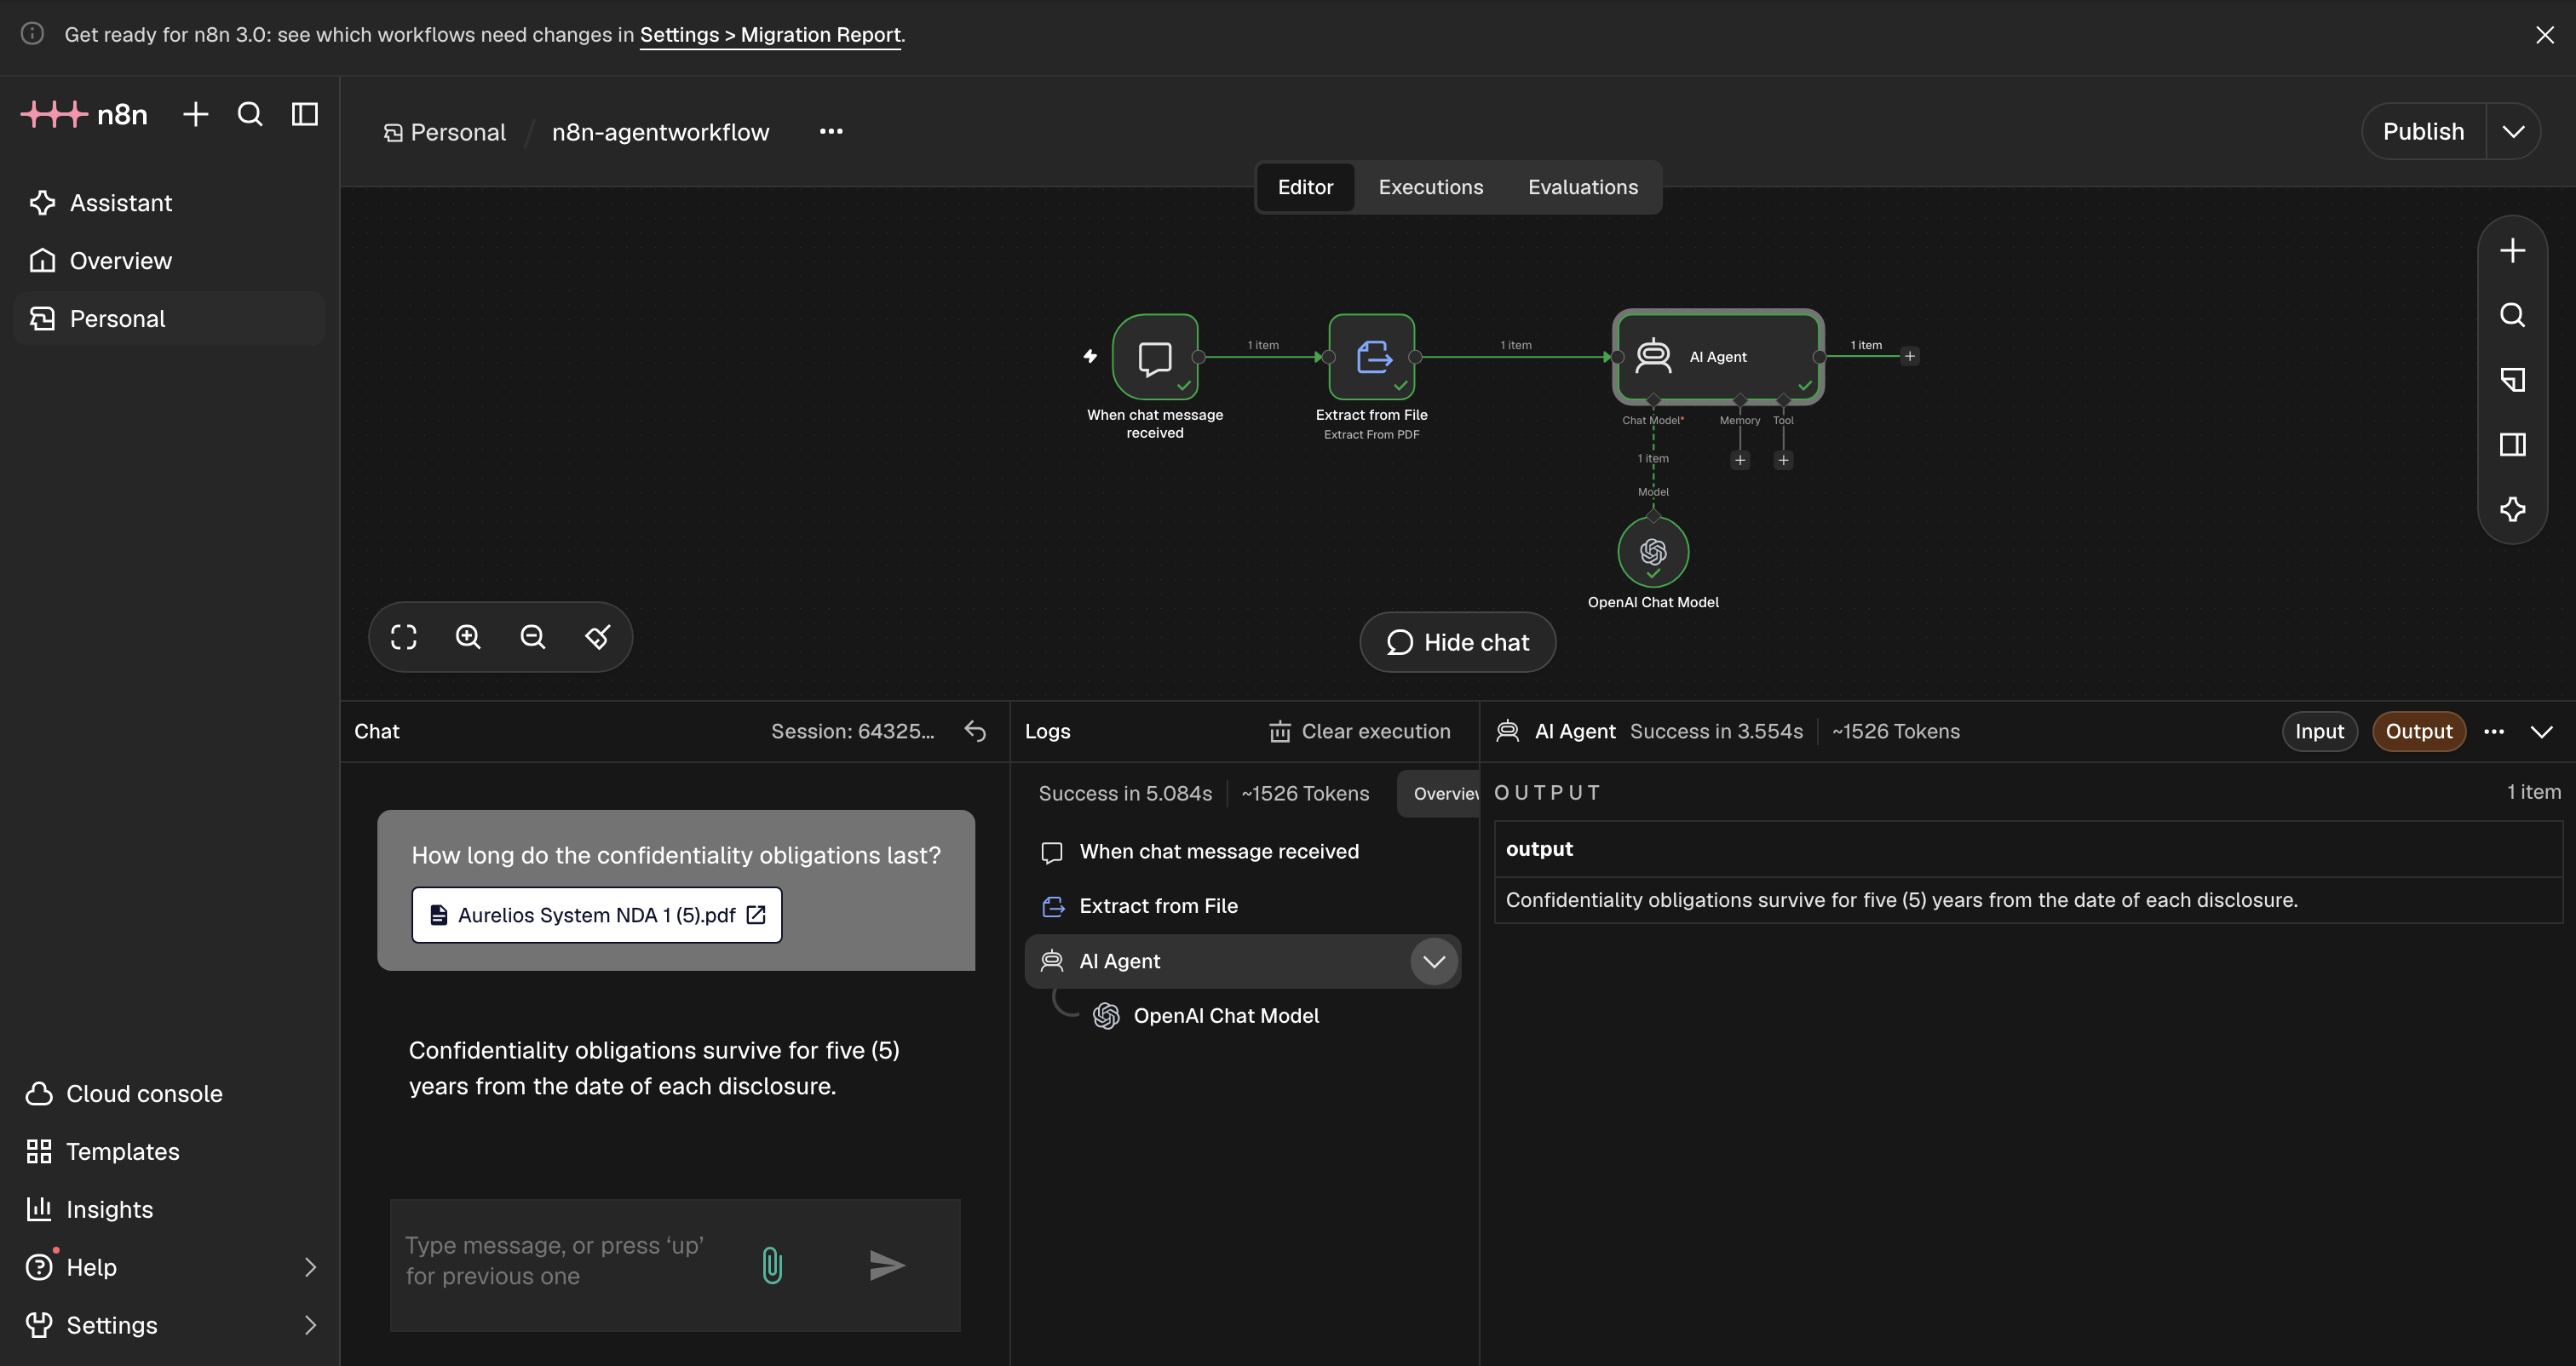 Get ready for n8n 3.0: see which workflows need changes in Settings > Migration Report.
n8n
Assistant
Overview
Personal
Cloud console
Templates
Insights
Help
Settings
Personal / n8n-agentworkflow
Publish
Editor Executions Evaluations
1 item
1 item
1 item
When chat message
received
Extract from File
Extract From PDF
AI Agent
Chat Model*
Memory
Tool
1 item
Model
OpenAI Chat Model
Hide chat
Chat
Session: 64325...
How long do the confidentiality obligations last?
Aurelios System NDA 1 (5).pdf
Confidentiality obligations survive for five (5)
years from the date of each disclosure.
Type message, or press ‘up’
for previous one
Logs
Clear execution
Success in 5.084s
~1526 Tokens
Overview
When chat message received
Extract from File
AI Agent
OpenAI Chat Model
AI Agent Success in 3.554s ~1526 Tokens
Input
Output
OUTPUT
1 item
output
Confidentiality obligations survive for five (5) years from the date of each disclosure.